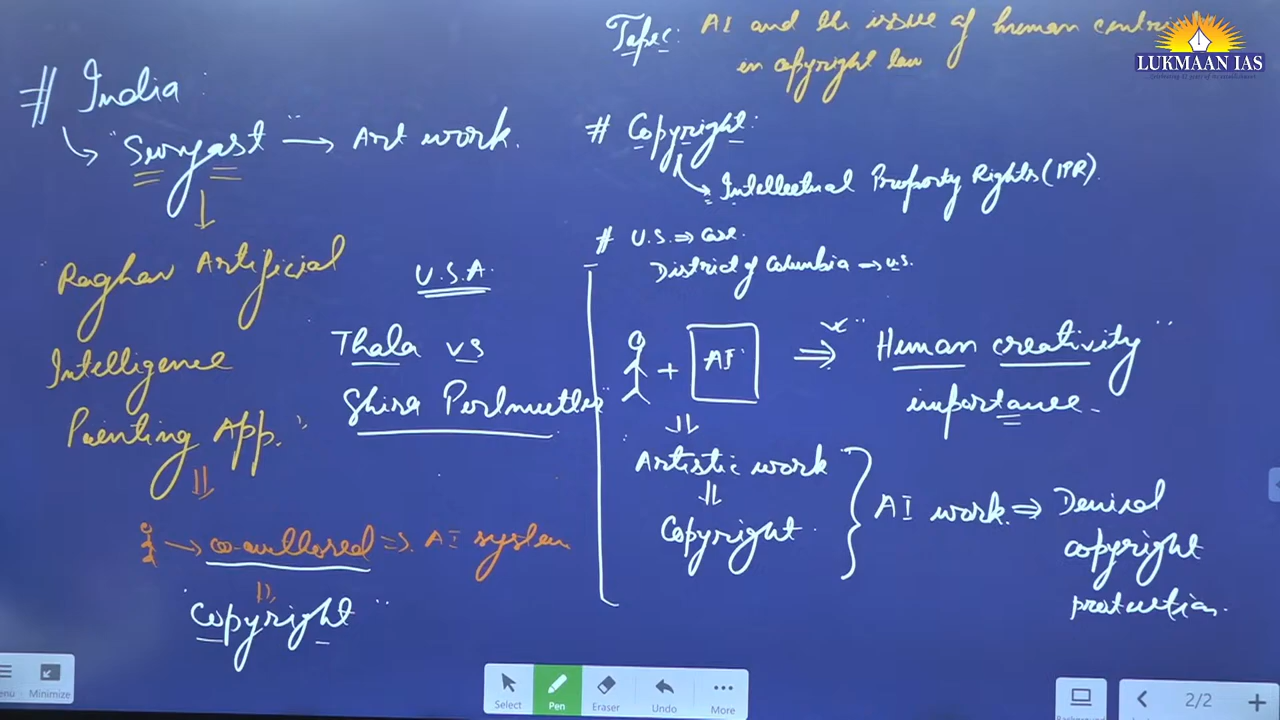 Topic: AI and the issue of human
in copyright law
LUKMAAN IAS
# India:
"Suryast" → Art work.
"Raghav Artificial
Intelligence
Painting App."
→ co-authored ⇒ AI system
"Copyright"
U.S.A.
Thala vs
Shira Perlmutter"
# Copyright:
→ Intellectual Property Rights (IPR).
# U.S. ⇒ Case.
District of Columbia → U.S.
+ AI ⇒ "Human creativity"
importance.
Artistic work
Copyright.
AI work. ⇒ Denied
copyright
protection.
Menu
Minimize
Select
Pen
Eraser
Undo
More
2/2